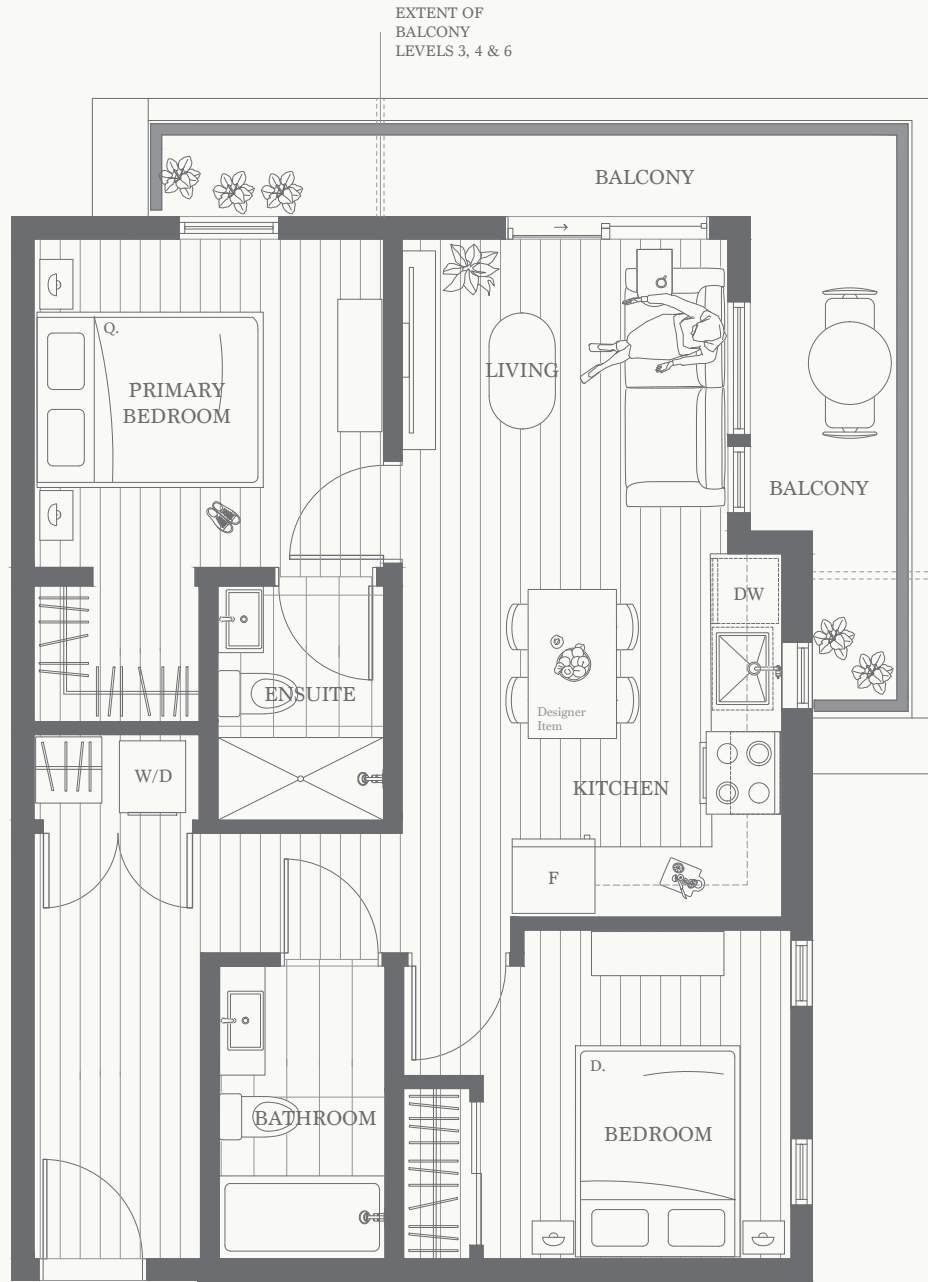 EXTENT OF
BALCONY
LEVELS 3, 4 & 6
BALCONY
Q.
PRIMARY
BEDROOM
LIVING
BALCONY
DW
ENSUITE
Designer
Item
W/D
KITCHEN
F
D.
BATHROOM
BEDROOM